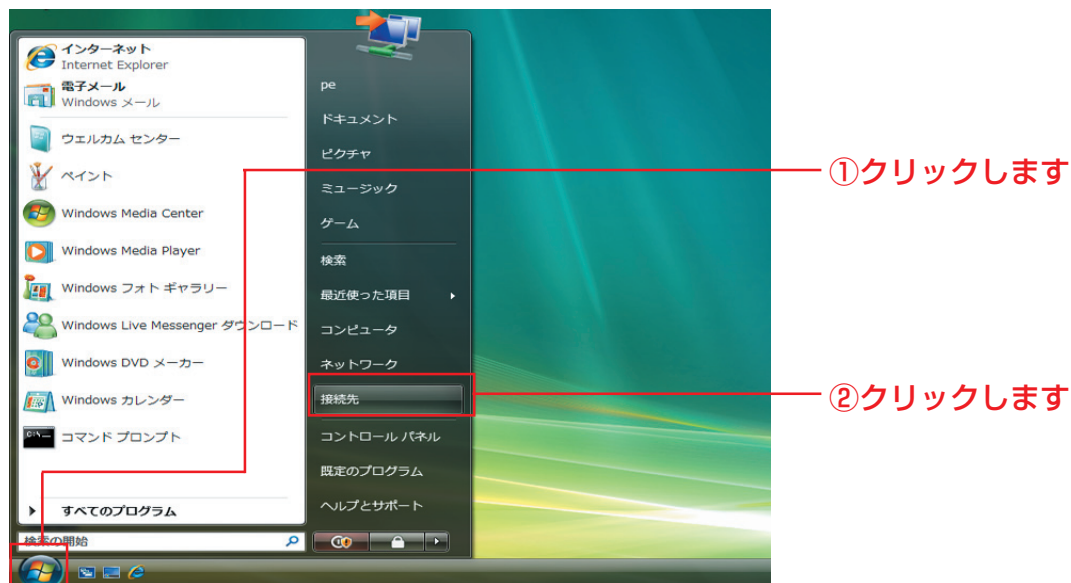 インターネット
Internet Explorer
電子メール
Windows メール
ウェルカム センター
ペイント
Windows Media Center
Windows Media Player
Windows フォト ギャラリー
Windows Live Messenger ダウンロード
Windows DVD メーカー
Windows カレンダー
コマンド プロンプト
すべてのプログラム
検索の開始
pe
ドキュメント
ピクチャ
ミュージック
ゲーム
検索
最近使った項目
コンピュータ
ネットワーク
接続先
コントロール パネル
既定のプログラム
ヘルプとサポート
①クリックします
②クリックします